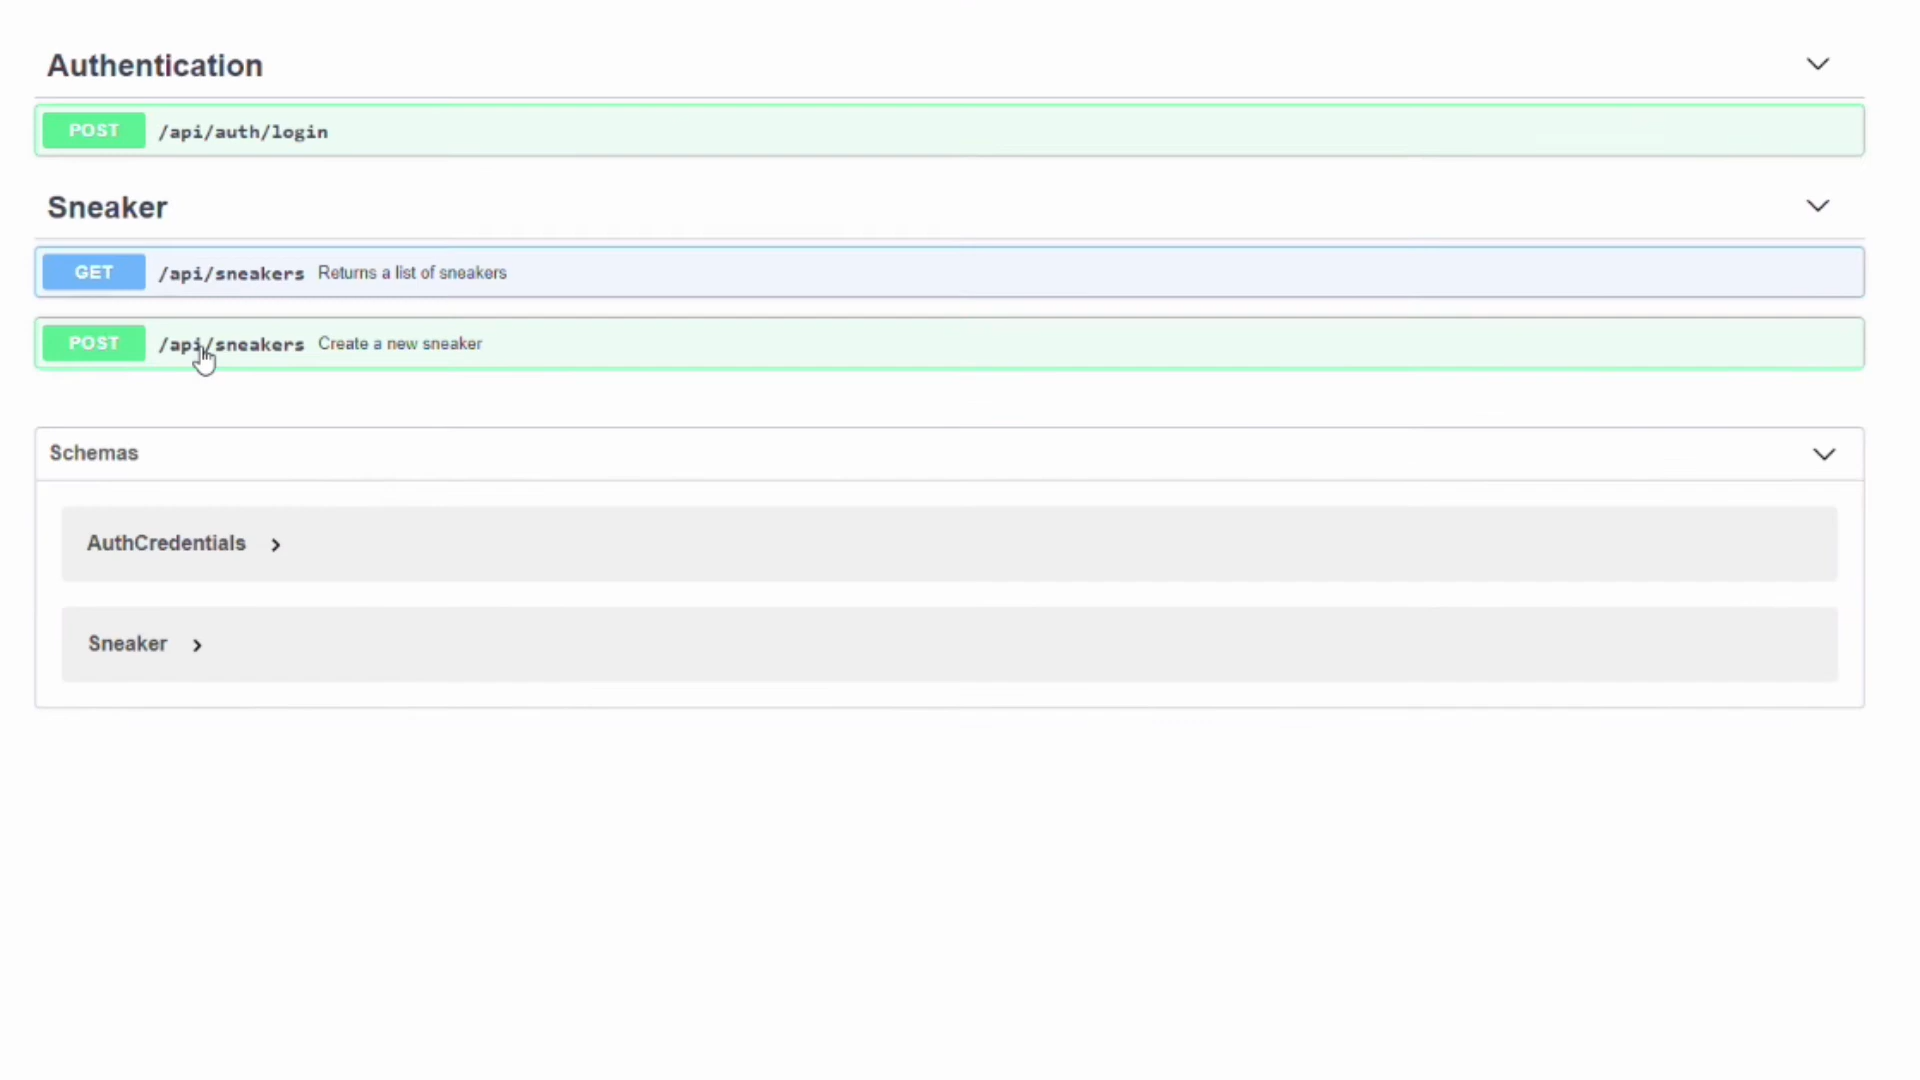 Authentication
POST /api/auth/login
Sneaker
GET /api/sneakers Returns a list of sneakers
POST /api/sneakers Create a new sneaker
Schemas
AuthCredentials
Sneaker